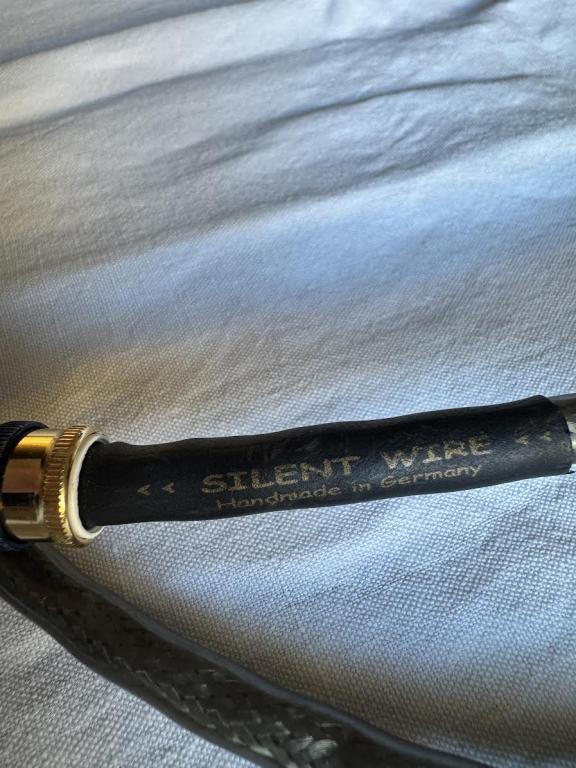 < < SILENT WIRE < <
Handmade in Germany